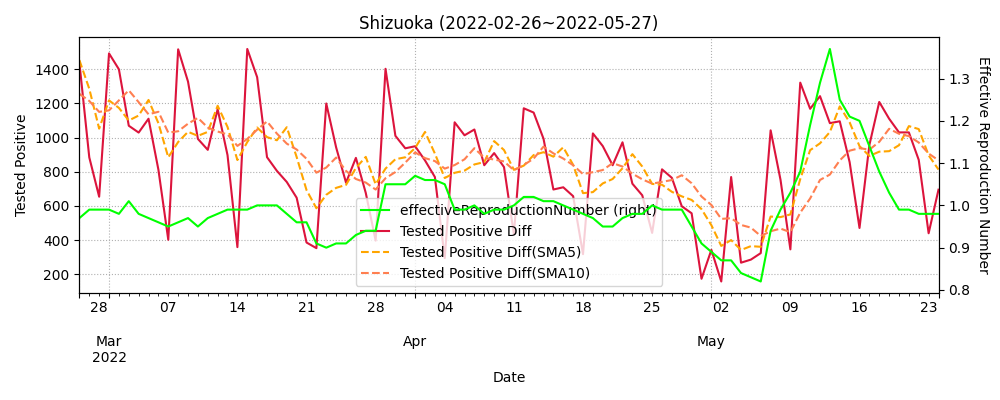 Shizuoka (2022-02-26~2022-05-27)
Tested Positive
1400
1200
1000
800
600
400
200
1.3
1.2
1.1
1.0
0.9
0.8
Effective Reproduction Number
effectiveReproductionNumber (right)
Tested Positive Diff
Tested Positive Diff(SMA5)
Tested Positive Diff(SMA10)
28 07 14 21 28 04 11 18 25 02 09 16 23
Mar Apr May
2022
Date